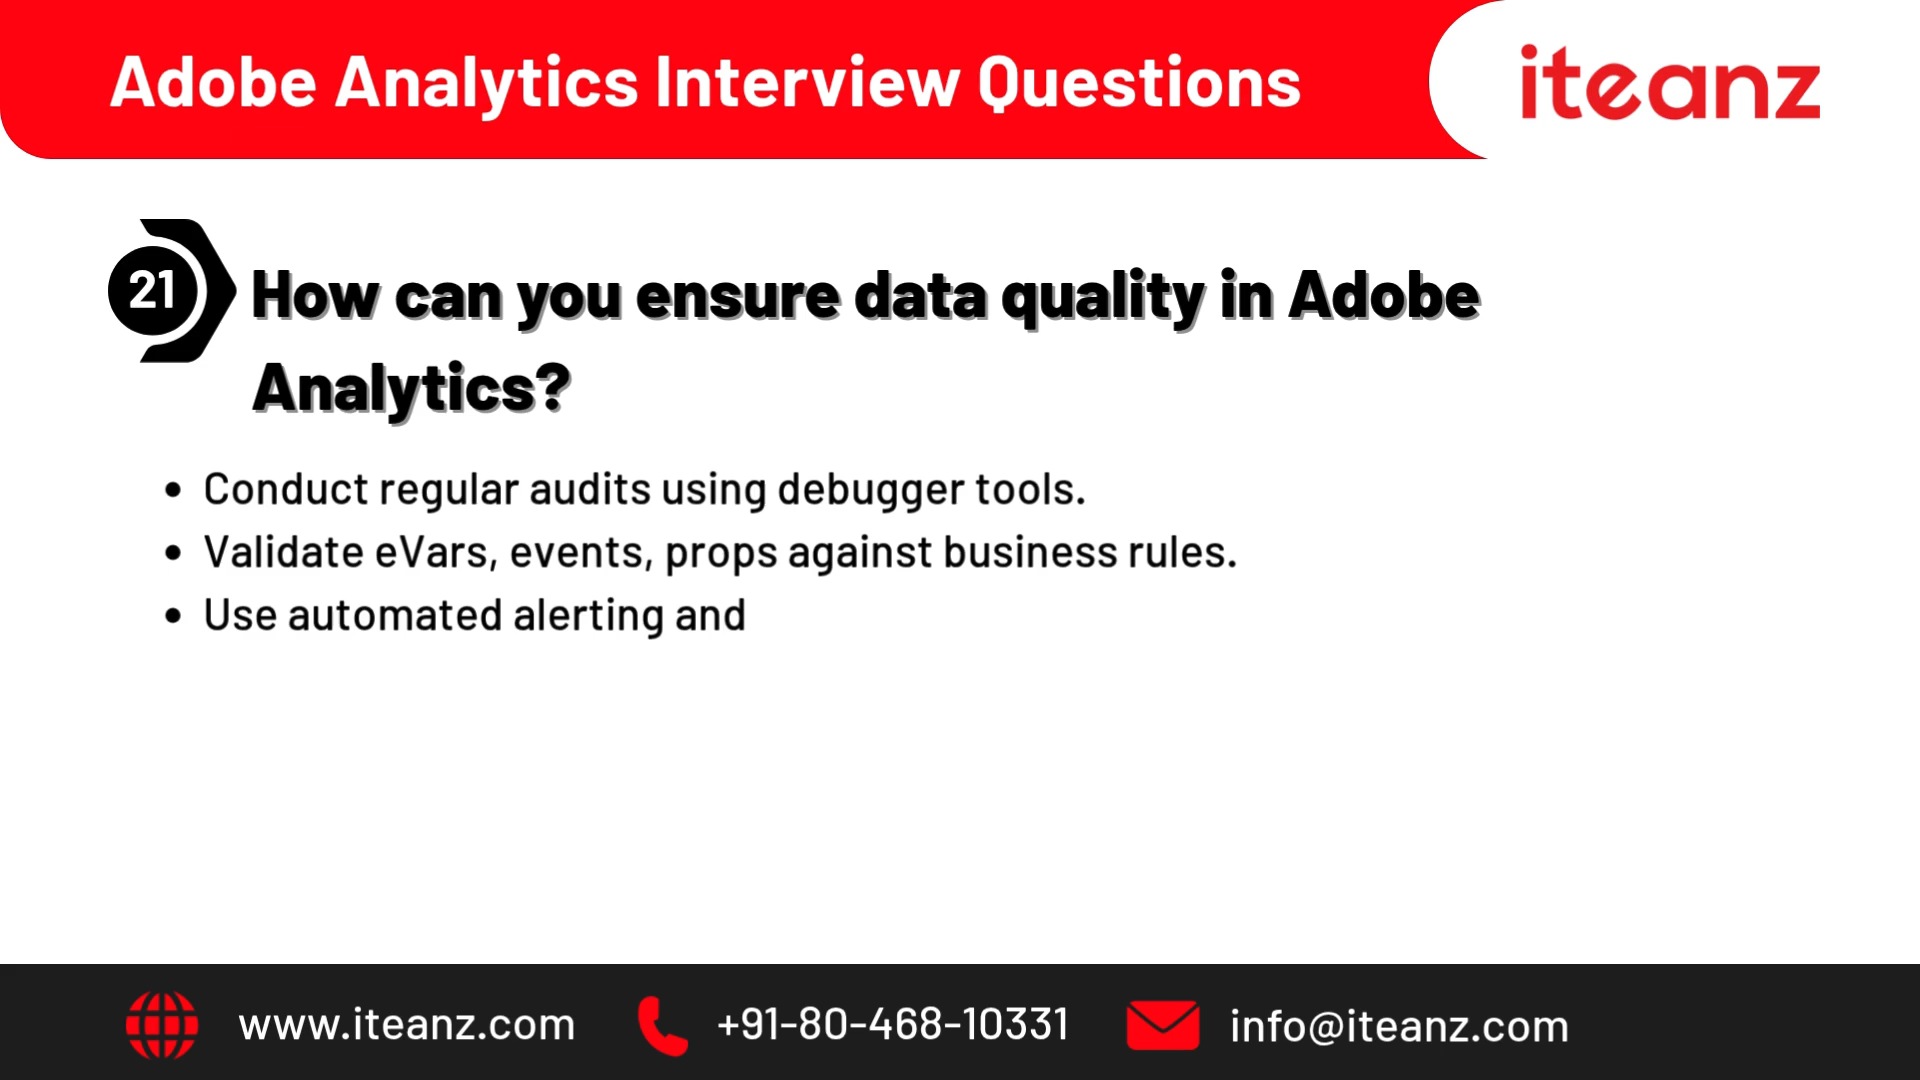 Adobe Analytics Interview Questions
iteanz
21
How can you ensure data quality in Adobe
Analytics?
• Conduct regular audits using debugger tools.
• Validate eVars, events, props against business rules.
• Use automated alerting and
www.iteanz.com
+91-80-468-10331
info@iteanz.com